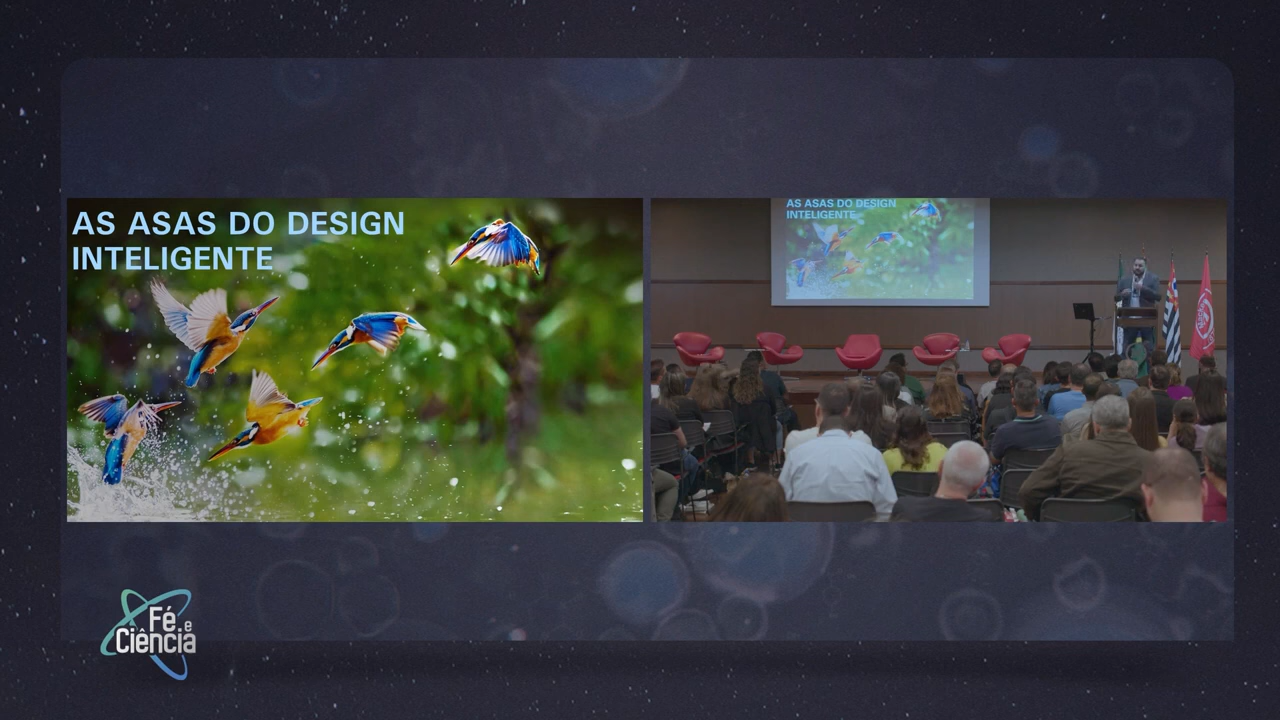 AS ASAS DO DESIGN
INTELIGENTE
AS ASAS DO DESIGN
INTELIGENTE
Fé e
Ciência